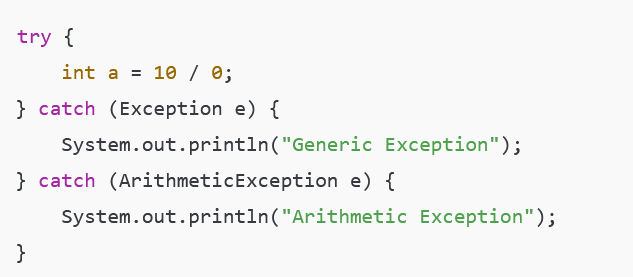 try {
    int a = 10 / 0;
} catch (Exception e) {
    System.out.println("Generic Exception");
} catch (ArithmeticException e) {
    System.out.println("Arithmetic Exception");
}